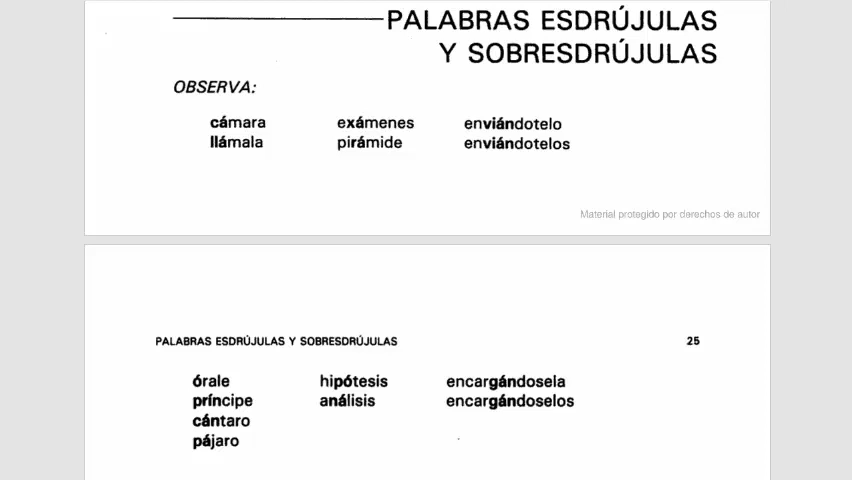 PALABRAS ESDRÚJULAS
Y SOBRESDRÚJULAS
OBSERVA:
cámara exámenes enviándotelo
llámala pirámide enviándotelos
Material protegido por derechos de autor
PALABRAS ESDRÚJULAS Y SOBRESDRÚJULAS 25
órale hipótesis encargándosela
príncipe análisis encargándoselos
cántaro
pájaro